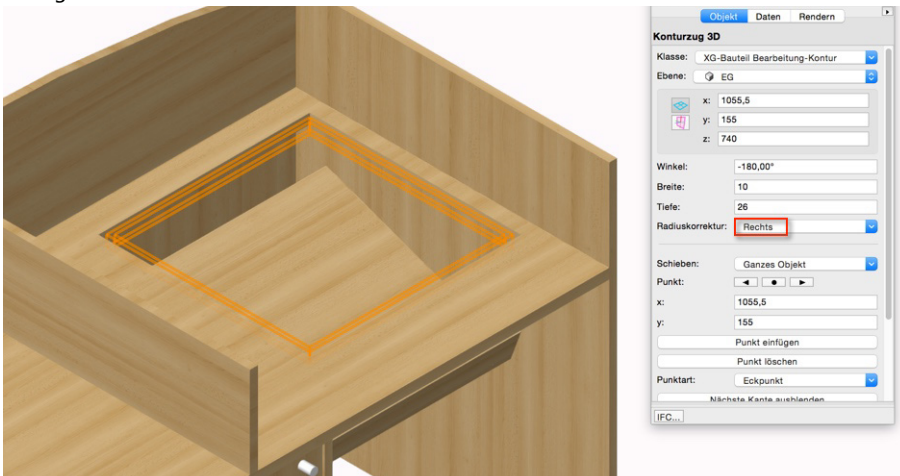 Objekt Daten Rendern
Konturzug 3D
Klasse: XG-Bauteil Bearbeitung-Kontur
Ebene: EG
x: 1055,5
y: 155
z: 740
Winkel: -180,00°
Breite: 10
Tiefe: 26
Radiuskorrektur: Rechts
Schieben: Ganzes Objekt
Punkt:
x: 1055,5
y: 155
Punkt einfügen
Punkt löschen
Punktart: Eckpunkt
Nächste Kante ausblenden
IFC...